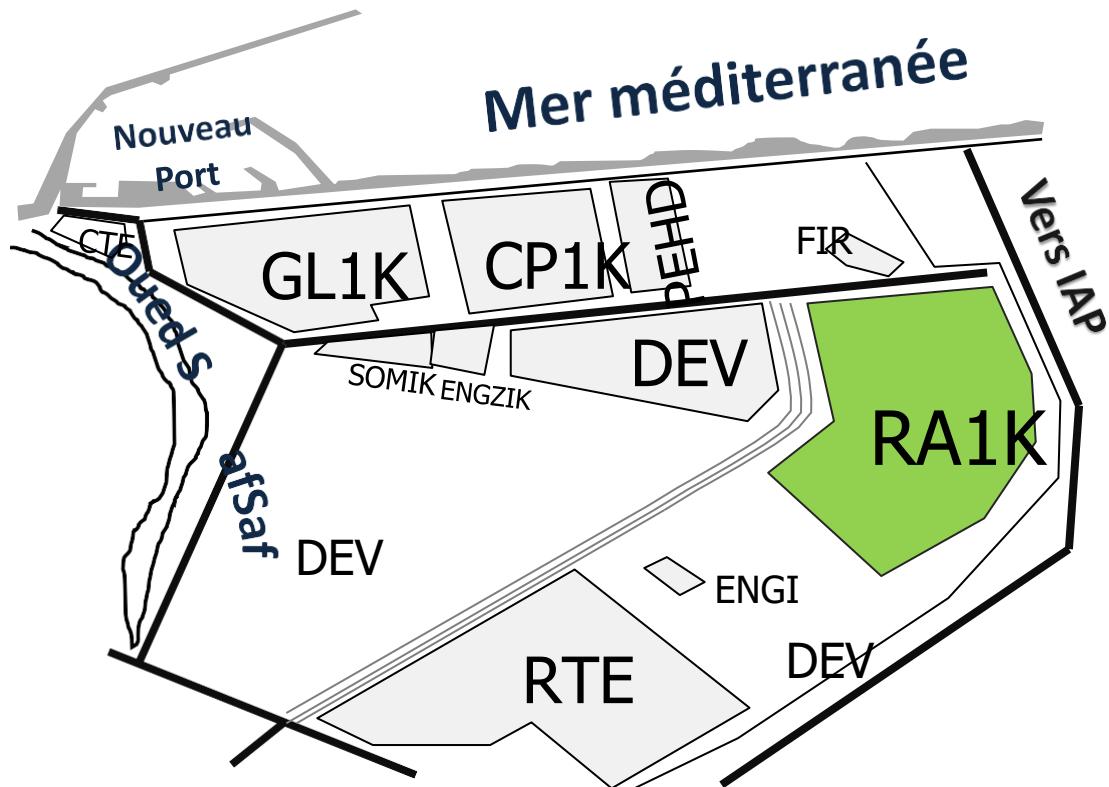 Mer méditerranée
Nouveau
Port
Vers IAP
CTE
Oued S
afSaf
GL1K
CP1K
PEHD
FIR
SOMIK
ENGZIK
DEV
RA1K
DEV
ENGI
RTE
DEV